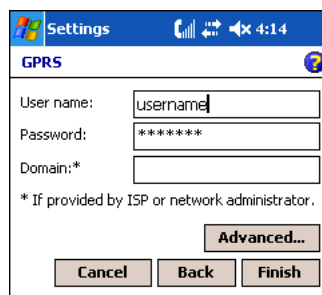 Settings 4:14
GPRS
User name: username
Password: *******
Domain:*
* If provided by ISP or network administrator.
Advanced...
Cancel Back Finish